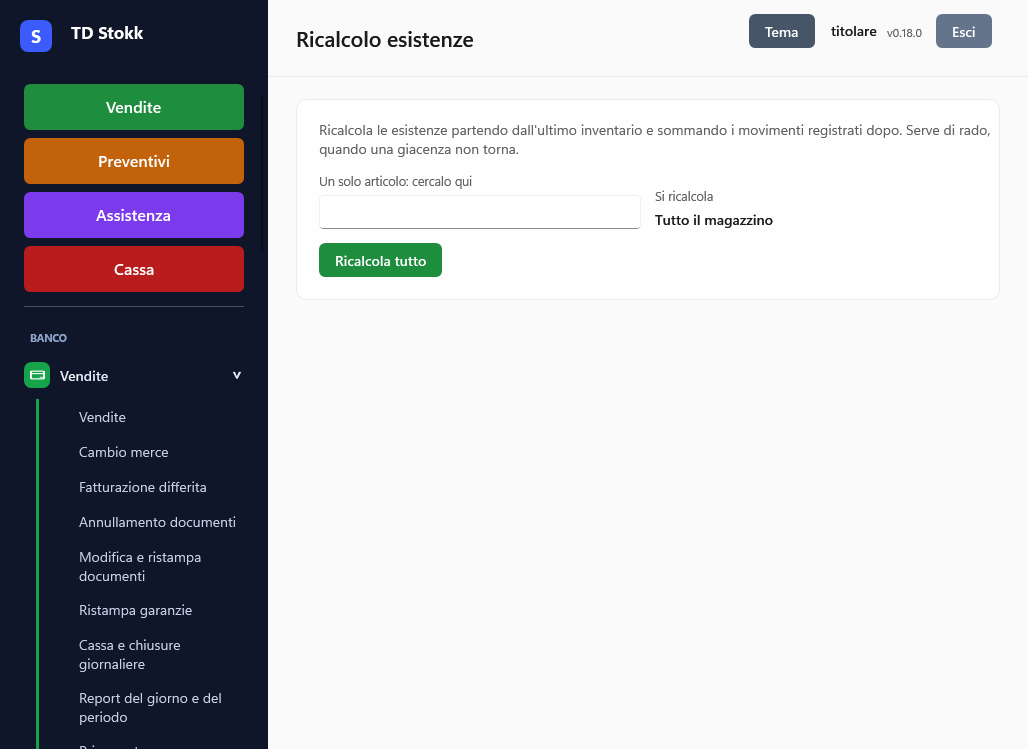 S
TD Stokk
Vendite
Preventivi
Assistenza
Cassa
BANCO
Vendite
Vendite
Cambio merce
Fatturazione differita
Annullamento documenti
Modifica e ristampa
documenti
Ristampa garanzie
Cassa e chiusure
giornaliere
Report del giorno e del
periodo
Ricalcolo esistenze
Tema
titolare
v0.18.0
Esci
Ricalcola le esistenze partendo dall'ultimo inventario e sommando i movimenti registrati dopo. Serve di rado,
quando una giacenza non torna.
Un solo articolo: cercalo qui
Si ricalcola
Tutto il magazzino
Ricalcola tutto